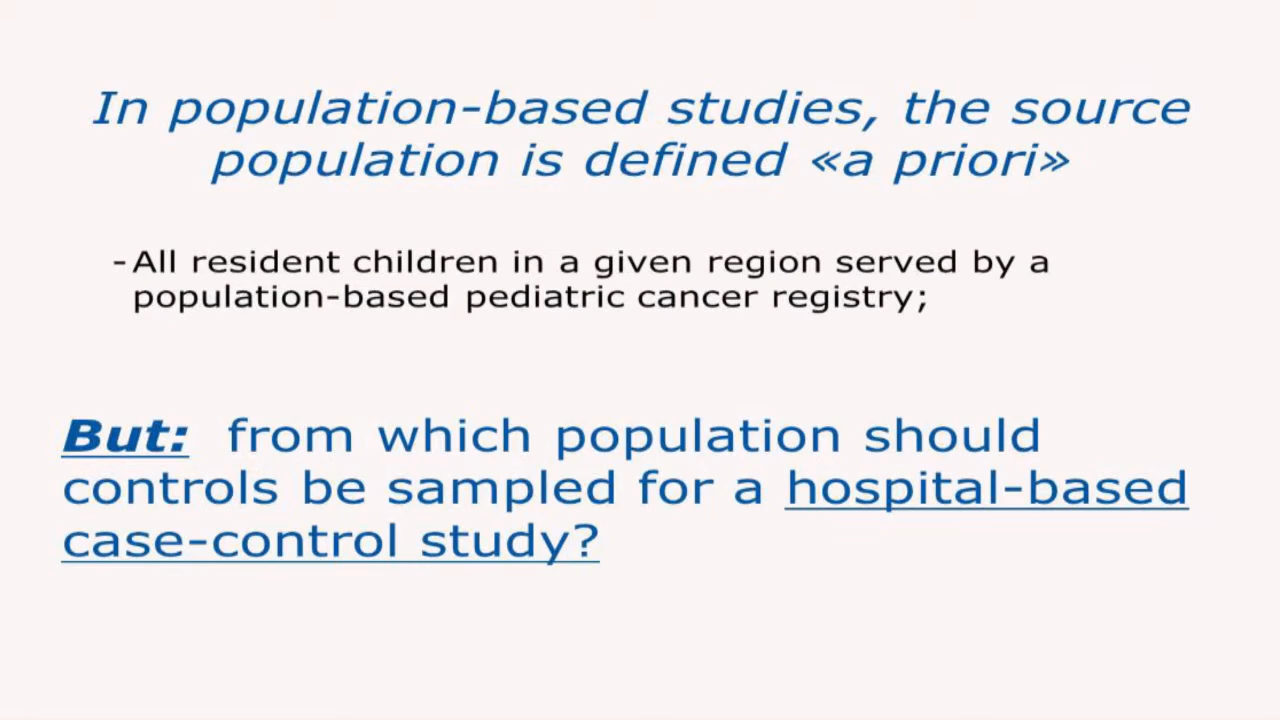 In population-based studies, the source
population is defined «a priori»
- All resident children in a given region served by a
population-based pediatric cancer registry;
But: from which population should
controls be sampled for a hospital-based
case-control study?